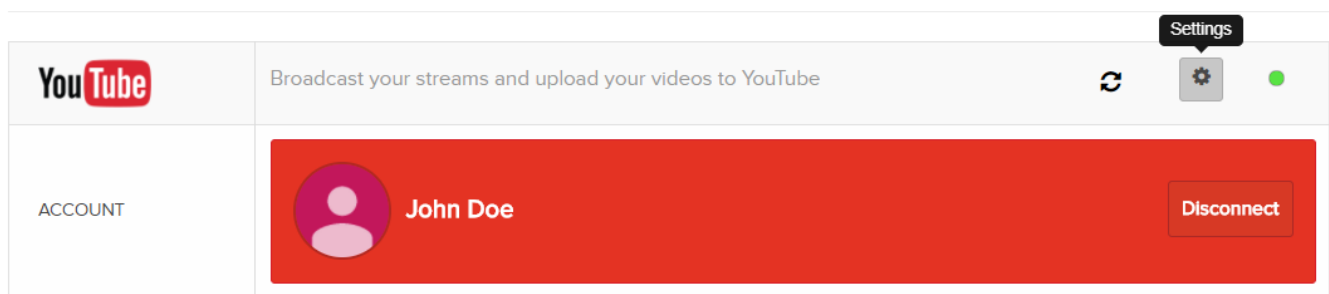 Settings
YouTube
Broadcast your streams and upload your videos to YouTube
ACCOUNT
John Doe
Disconnect